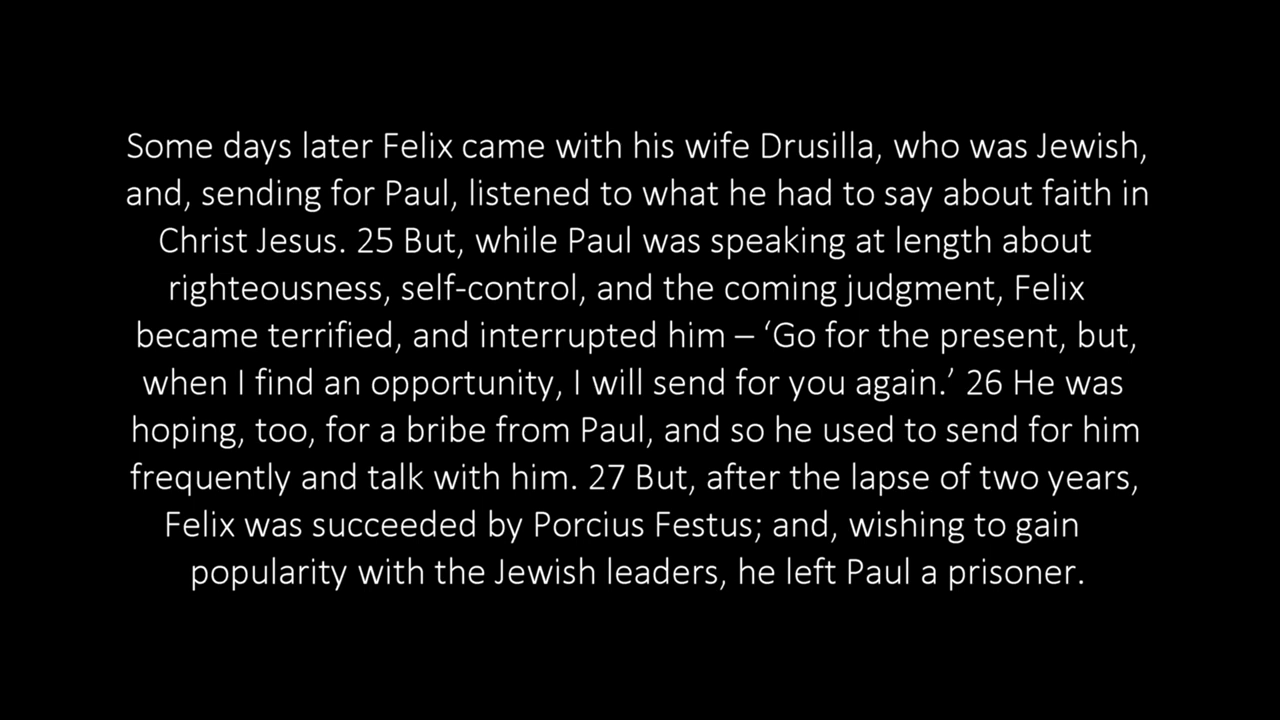 Some days later Felix came with his wife Drusilla, who was Jewish,
and, sending for Paul, listened to what he had to say about faith in
Christ Jesus. 25 But, while Paul was speaking at length about
righteousness, self-control, and the coming judgment, Felix
became terrified, and interrupted him – ‘Go for the present, but,
when I find an opportunity, I will send for you again.’ 26 He was
hoping, too, for a bribe from Paul, and so he used to send for him
frequently and talk with him. 27 But, after the lapse of two years,
Felix was succeeded by Porcius Festus; and, wishing to gain
popularity with the Jewish leaders, he left Paul a prisoner.